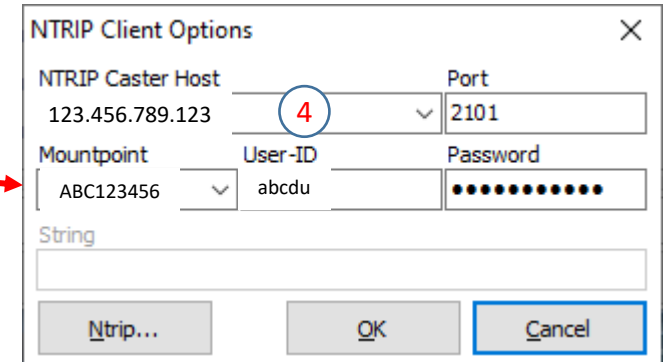 NTRIP Client Options
NTRIP Caster Host Port
123.456.789.123 4 2101
Mountpoint User-ID Password
ABC123456 abcdu •••••••••••
String
Ntrip... OK Cancel